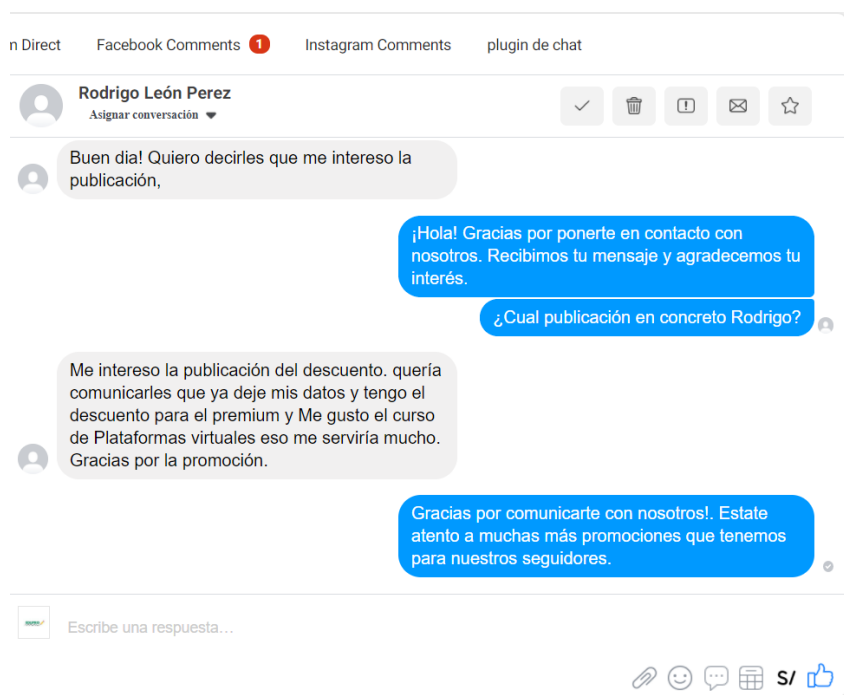 m Direct Facebook Comments 1 Instagram Comments plugin de chat
Rodrigo León Perez
Asignar conversación
Buen dia! Quiero decirles que me intereso la
publicación,
¡Hola! Gracias por ponerte en contacto con
nosotros. Recibimos tu mensaje y agradecemos tu
interés.
¿Cual publicación en concreto Rodrigo?
Me intereso la publicación del descuento. quería
comunicarles que ya deje mis datos y tengo el
descuento para el premium y Me gusto el curso
de Plataformas virtuales eso me serviría mucho.
Gracias por la promoción.
Gracias por comunicarte con nosotros!. Estate
atento a muchas más promociones que tenemos
para nuestros seguidores.
Escribe una respuesta…
S/